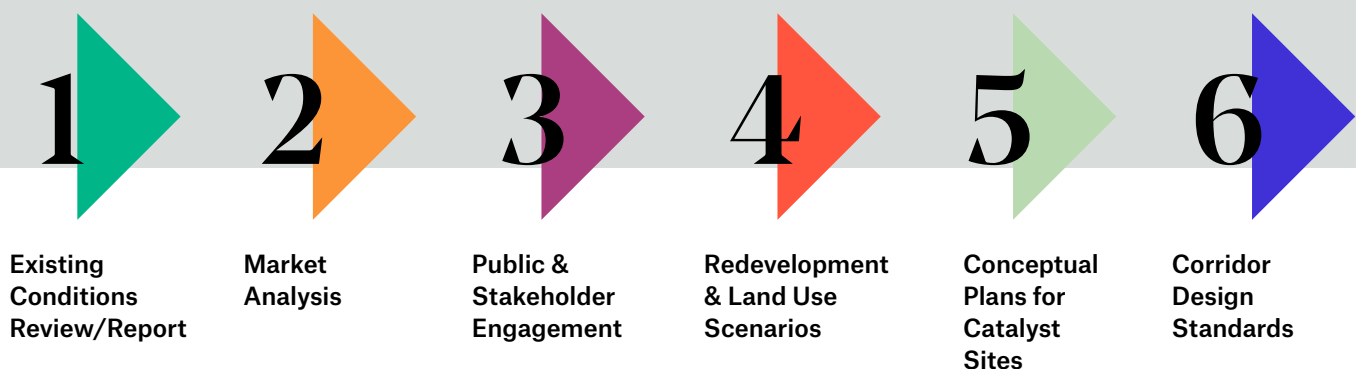 1
Existing
Conditions
Review/Report
2
Market
Analysis
3
Public &
Stakeholder
Engagement
4
Redevelopment
& Land Use
Scenarios
5
Conceptual
Plans for
Catalyst
Sites
6
Corridor
Design
Standards